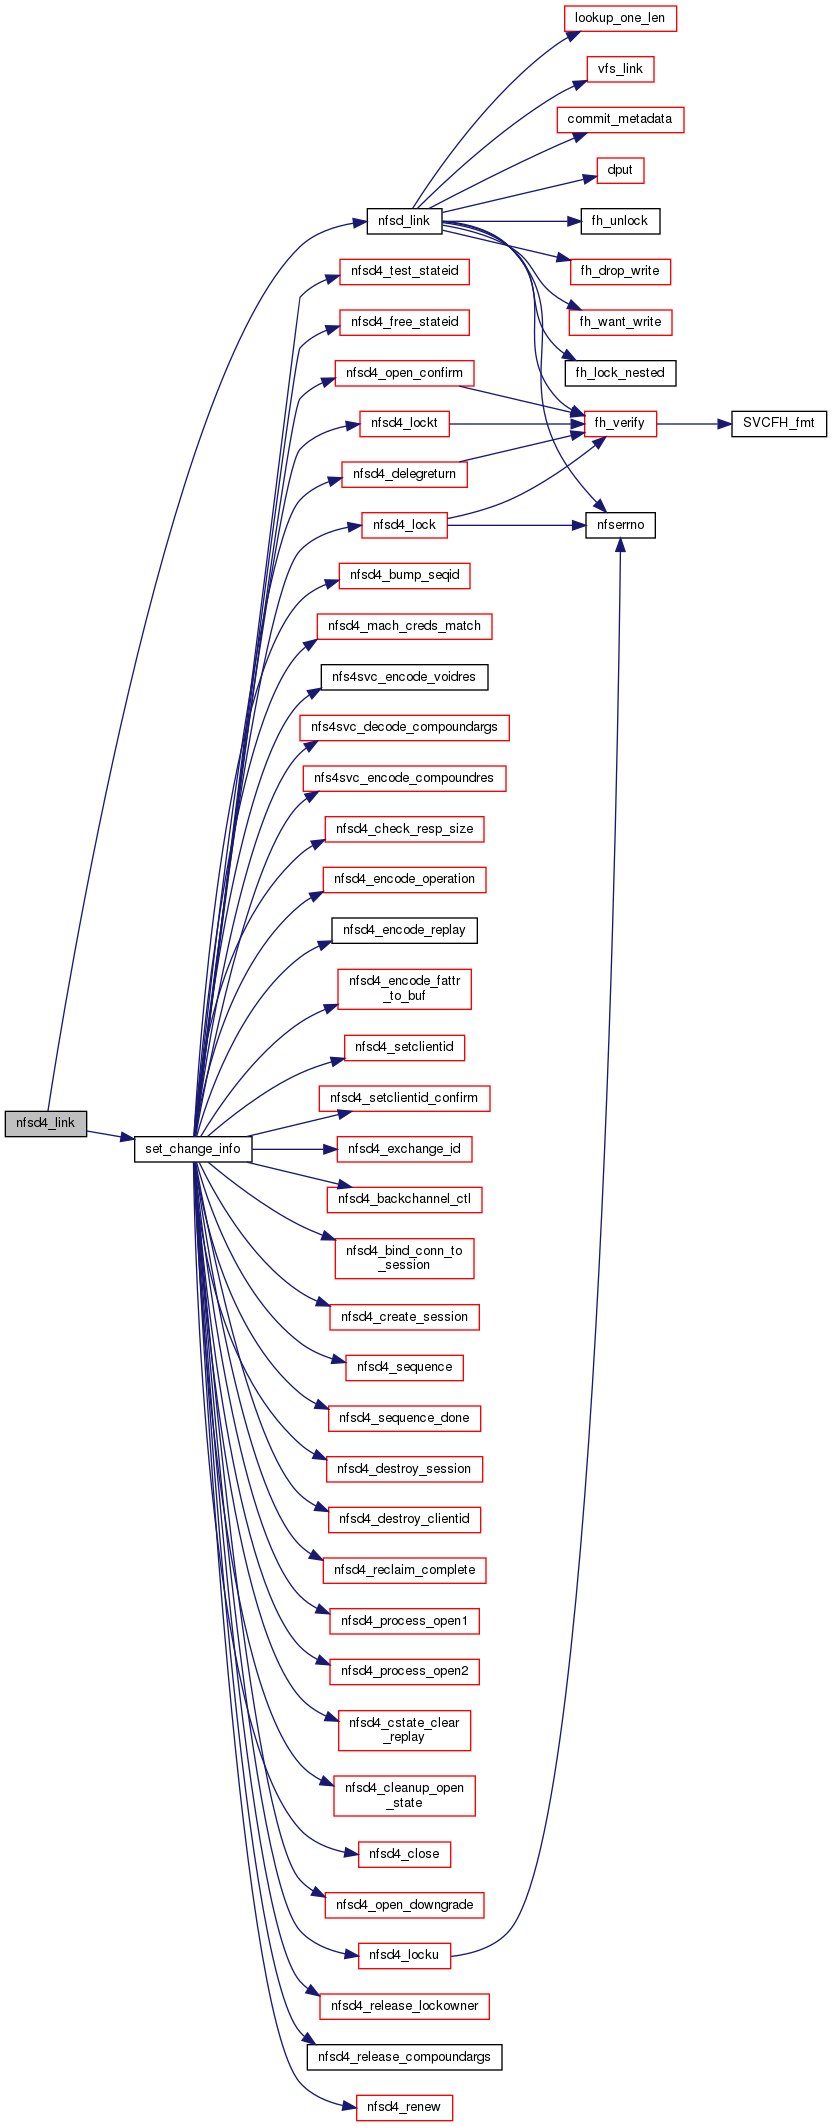 lookup_one_len
vfs_link
commit_metadata
dput
nfsd_link
fh_unlock
nfsd4_test_stateid
fh_drop_write
nfsd4_free_stateid
fh_want_write
nfsd4_open_confirm
fh_lock_nested
nfsd4_lockt
fh_verify
SVCFH_fmt
nfsd4_delegreturn
nfsd4_lock
nfserrno
nfsd4_bump_seqid
nfsd4_mach_creds_match
nfs4svc_encode_voidres
nfs4svc_decode_compoundargs
nfs4svc_encode_compoundres
nfsd4_check_resp_size
nfsd4_encode_operation
nfsd4_encode_replay
nfsd4_encode_fattr
_to_buf
nfsd4_setclientid
nfsd4_setclientid_confirm
nfsd4_link
set_change_info
nfsd4_exchange_id
nfsd4_backchannel_ctl
nfsd4_bind_conn_to
_session
nfsd4_create_session
nfsd4_sequence
nfsd4_sequence_done
nfsd4_destroy_session
nfsd4_destroy_clientid
nfsd4_reclaim_complete
nfsd4_process_open1
nfsd4_process_open2
nfsd4_cstate_clear
_replay
nfsd4_cleanup_open
_state
nfsd4_close
nfsd4_open_downgrade
nfsd4_locku
nfsd4_release_lockowner
nfsd4_release_compoundargs
nfsd4_renew